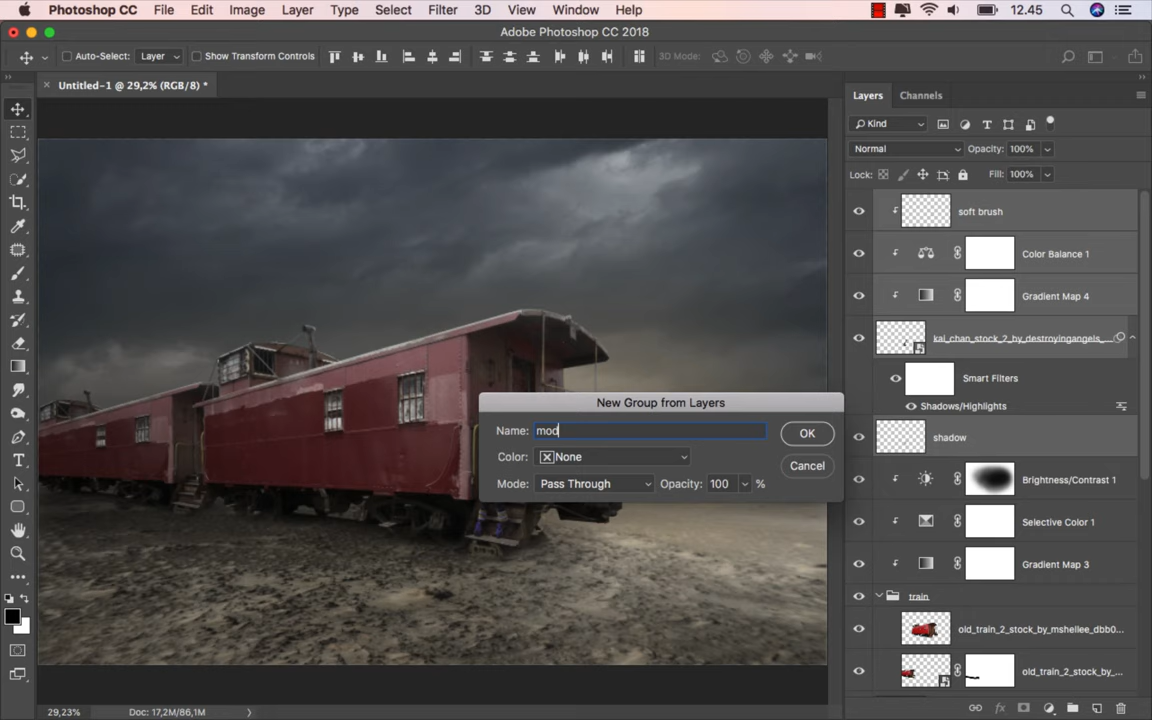 Photoshop CC File Edit Image Layer Type Select Filter 3D View Window Help 12.45
Adobe Photoshop CC 2018
Auto-Select: Layer Show Transform Controls 3D Mode:
Untitled-1 @ 29,2% (RGB/8) *
Layers Channels
Kind
Normal Opacity: 100%
Lock: Fill: 100%
soft brush
Color Balance 1
Gradient Map 4
kai_chan_stock_2_by_destroyingangels_...
Smart Filters
Shadows/Highlights
shadow
Brightness/Contrast 1
Selective Color 1
Gradient Map 3
train
old_train_2_stock_by_mshellee_dbb0...
old_train_2_stock_by_...
New Group from Layers
Name: mod OK
Color: None Cancel
Mode: Pass Through Opacity: 100 %
29,23% Doc: 17,2M/86,1M